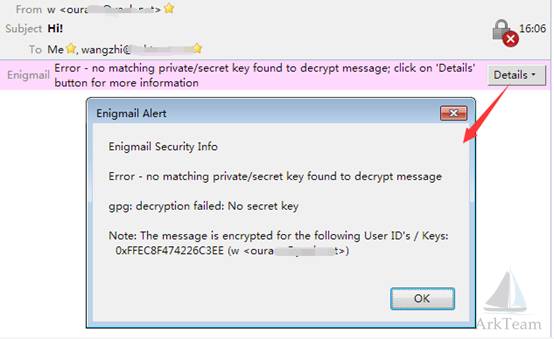 From w <oura
Subject Hi!
16:06
To Me, wangzhi@
Enigmail Error - no matching private/secret key found to decrypt message; click on 'Details'
button for more information
Details
Enigmail Alert
Enigmail Security Info
Error - no matching private/secret key found to decrypt message
gpg: decryption failed: No secret key
Note: The message is encrypted for the following User ID's / Keys:
0xFFEC8F474226C3EE (w <oura
OK
ArkTeam